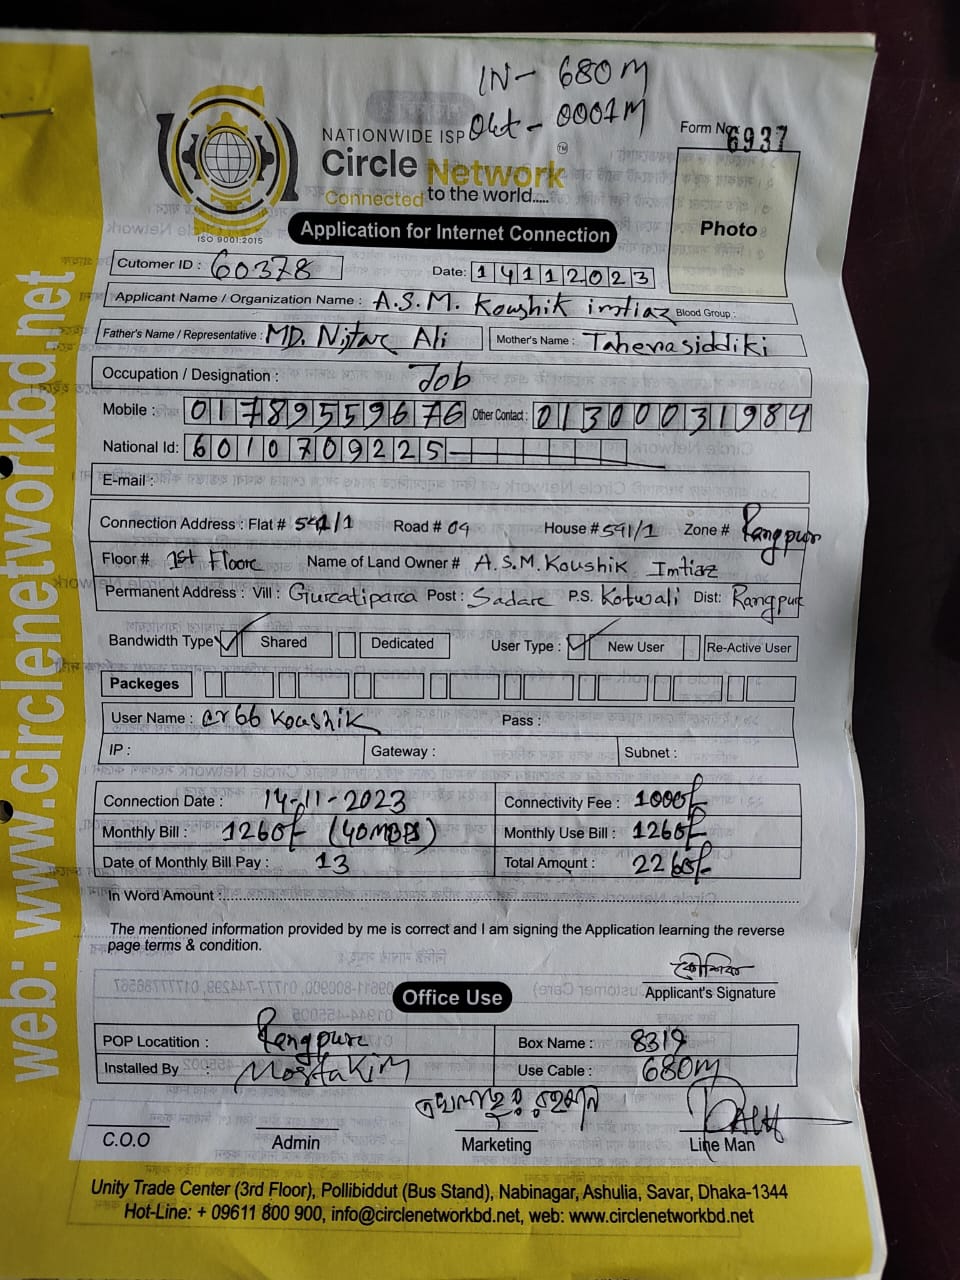 IN - 680M
Out - 0001M
NATIONWIDE ISP
Form No. 6937
Circle Network TM
Connected to the world.....
ISO 9001:2015
Photo
Application for Internet Connection
Cutomer ID : 60378 Date: 14112023
Applicant Name / Organization Name : A.S.M. Koushik imtiaz Blood Group :
Father's Name / Representative : MD. Nijtar Ali Mother's Name : Tahenasiddiki
Occupation / Designation : Job
Mobile : 01789559676 Other Contact : 01300031984
National Id: 6010709225
E-mail :
Connection Address : Flat # 591/1 Road # 09 House # 591/1 Zone # Rangpur
Floor # 1st Floor Name of Land Owner # A.S.M. Koushik Imtiaz
Permanent Address : Vill : Gurcatipara Post : Sadar P.S. Kotwali Dist: Rangpur
Bandwidth Type Shared Dedicated User Type : New User Re-Active User
Packeges
User Name : cr66 Koushik Pass :
IP : Gateway : Subnet :
Connection Date : 14-11-2023 Connectivity Fee : 1000/-
Monthly Bill : 1260/- (40MBPS) Monthly Use Bill : 1260/-
Date of Monthly Bill Pay : 13 Total Amount : 2260/-
In Word Amount :
The mentioned information provided by me is correct and I am signing the Application learning the reverse
page terms & condition.
কৌশিক
Applicant's Signature
Office Use
POP Locatition : Rangpur Box Name : 8319
Installed By : Mostakim Use Cable : 680M
C.O.O Admin Marketing Line Man
Unity Trade Center (3rd Floor), Pollibiddut (Bus Stand), Nabinagar, Ashulia, Savar, Dhaka-1344
Hot-Line: + 09611 800 900, info@circlenetworkbd.net, web: www.circlenetworkbd.net
web: www.circlenetworkbd.net